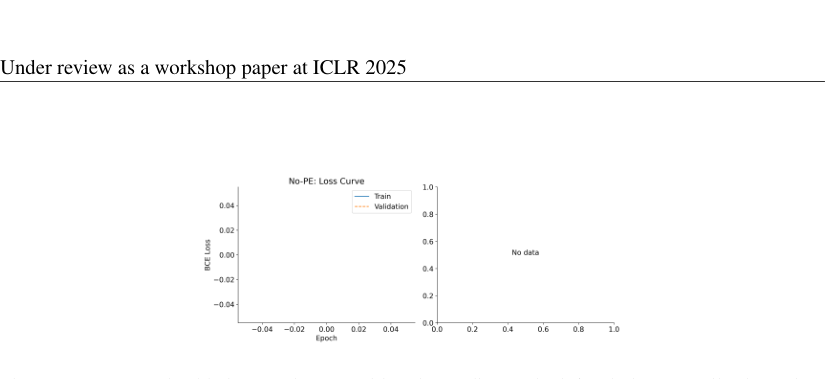 Under review as a workshop paper at ICLR 2025
No-PE: Loss Curve
Train
Validation
0.04
0.02
0.00
−0.02
−0.04
BCE Loss
−0.04 −0.02 0.00 0.02 0.04
Epoch
1.0
0.8
0.6
0.4
0.2
0.0
No data
0.0 0.2 0.4 0.6 0.8 1.0